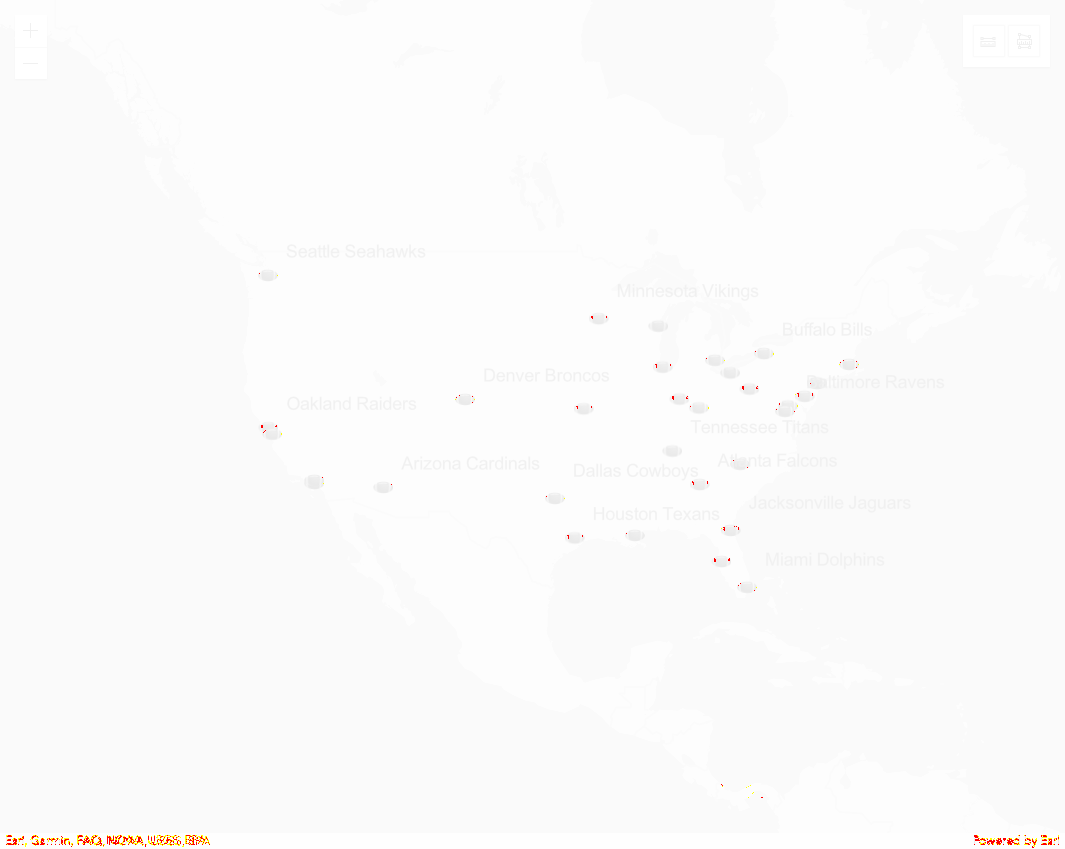 Seattle Seahawks
Minnesota Vikings
Buffalo Bills
Denver Broncos
Baltimore Ravens
Oakland Raiders
Tennessee Titans
Arizona Cardinals
Atlanta Falcons
Dallas Cowboys
Jacksonville Jaguars
Houston Texans
Miami Dolphins
Esri, Garmin, FAO, NOAA, USGS, EPA
Powered by Esri